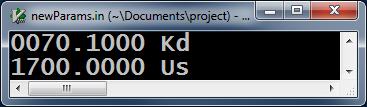 newParams.in (~\Documents\project) - ...
0070.1000 Kd
1700.0000 Us